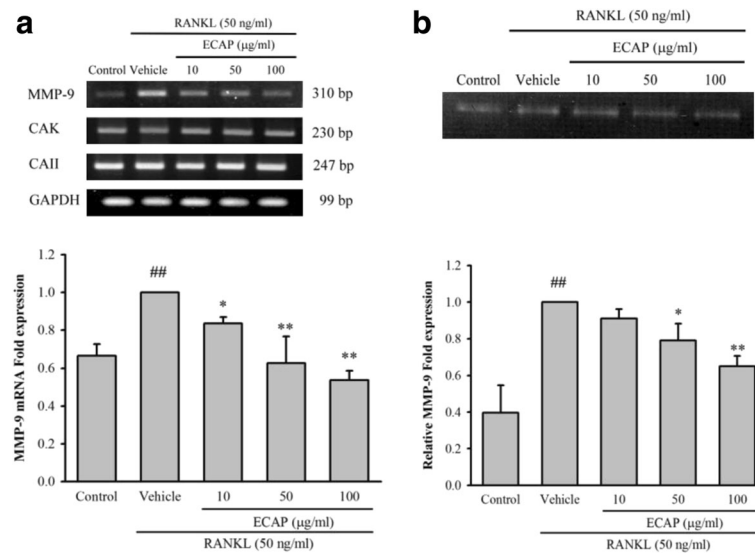 a
RANKL (50 ng/ml)
ECAP (μg/ml)
Control Vehicle 10 50 100
MMP-9 310 bp
CAK 230 bp
CAII 247 bp
GAPDH 99 bp
MMP-9 mRNA Fold expression
1.2
1.0
0.8
0.6
0.4
0.2
0.0
##
*
**
**
Control Vehicle 10 50 100
ECAP (μg/ml)
RANKL (50 ng/ml)
b
RANKL (50 ng/ml)
ECAP (μg/ml)
Control Vehicle 10 50 100
Relative MMP-9 Fold expression
1.2
1.0
0.8
0.6
0.4
0.2
0.0
##
*
**
Control Vehicle 10 50 100
ECAP (μg/ml)
RANKL (50 ng/ml)